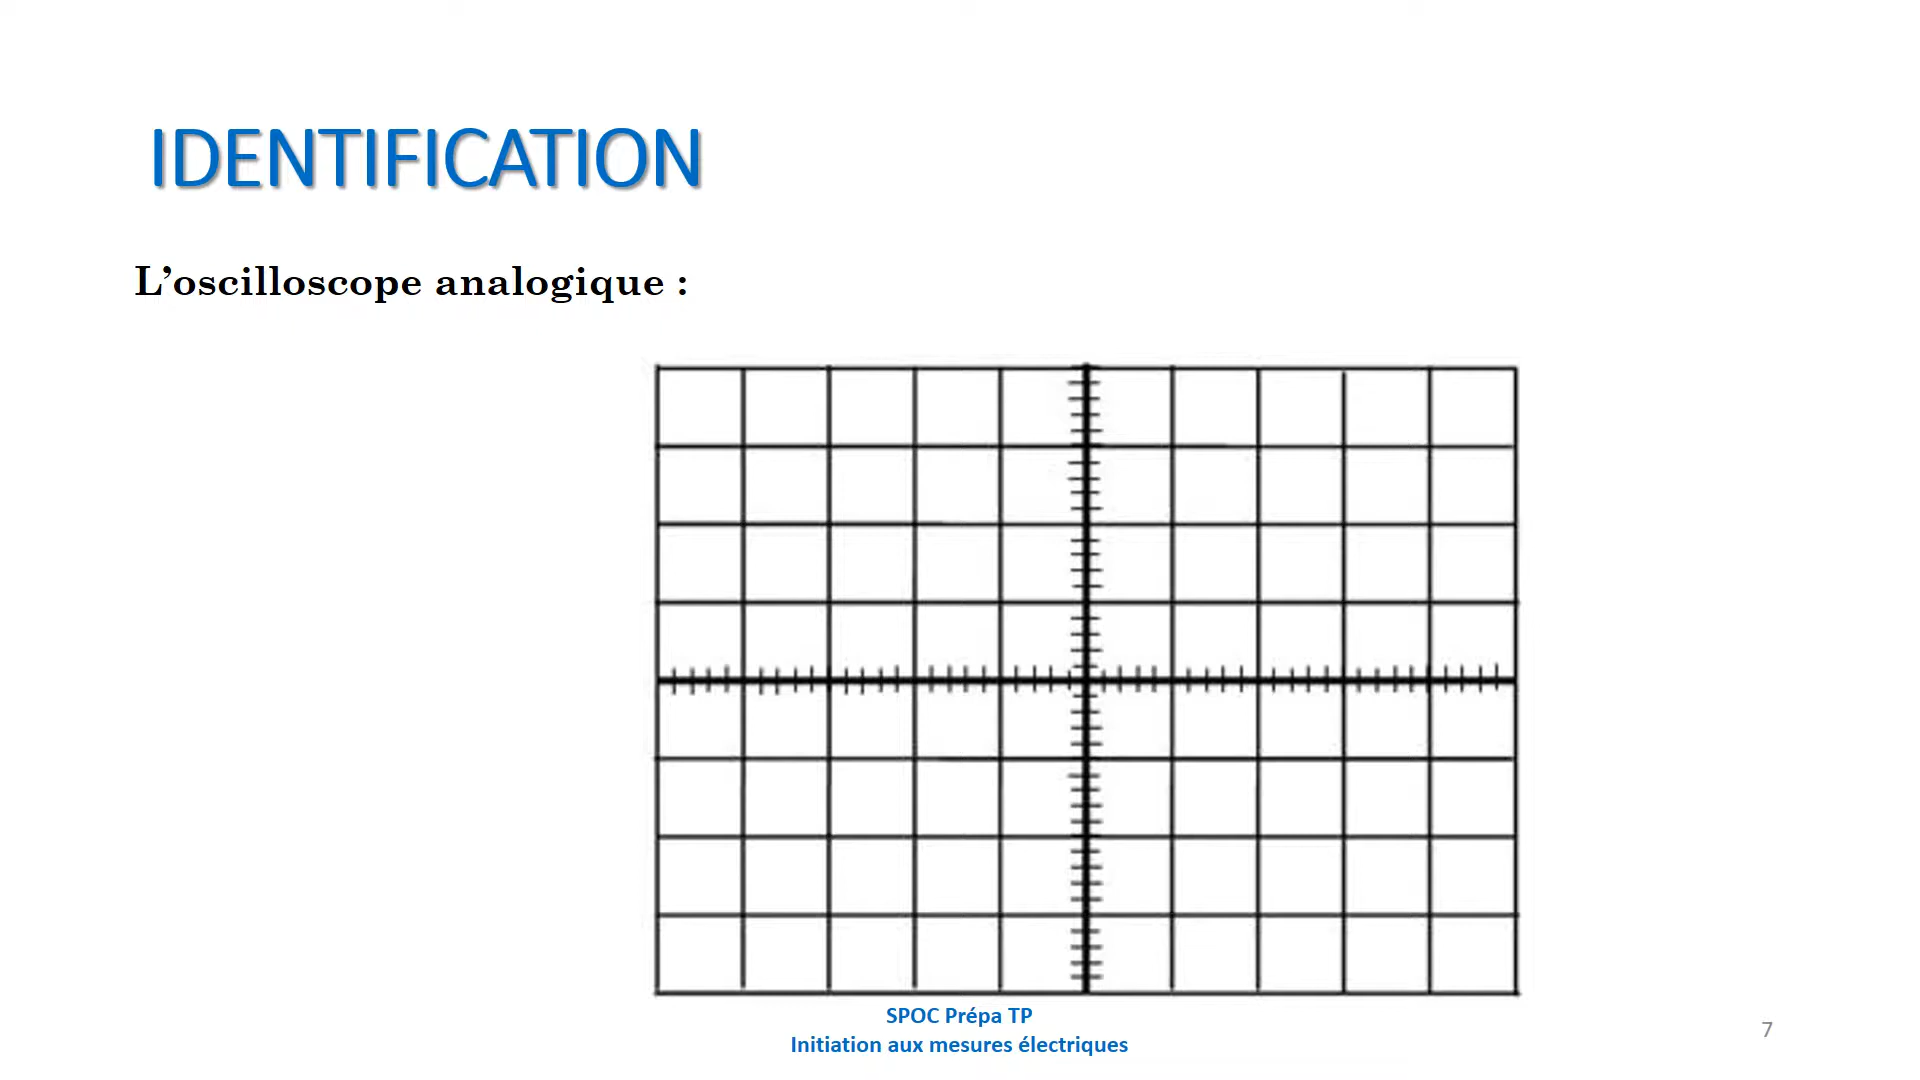 IDENTIFICATION
L’oscilloscope analogique :
SPOC Prépa TP
Initiation aux mesures électriques
7